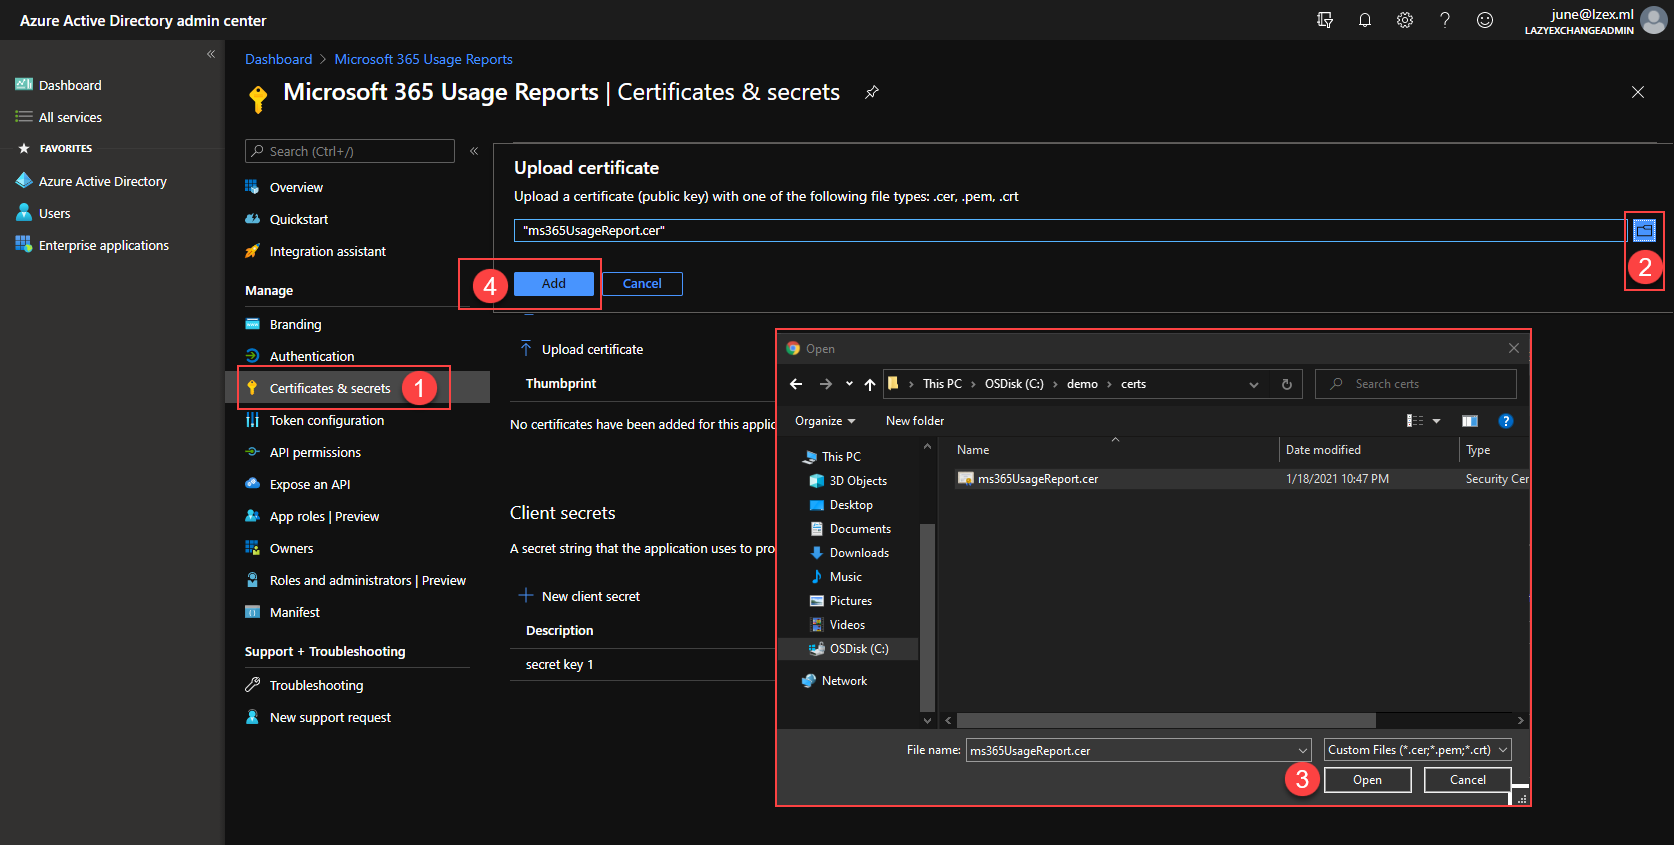 Azure Active Directory admin center
june@lzex.ml
LAZYEXCHANGEADMIN
«
Dashboard
All services
FAVORITES
Azure Active Directory
Users
Enterprise applications
Dashboard > Microsoft 365 Usage Reports
Microsoft 365 Usage Reports | Certificates & secrets
Search (Ctrl+/)
«
Overview
Quickstart
Integration assistant
Manage
Branding
Authentication
Certificates & secrets
1
Token configuration
API permissions
Expose an API
App roles | Preview
Owners
Roles and administrators | Preview
Manifest
Support + Troubleshooting
Troubleshooting
New support request
Upload certificate
Upload a certificate (public key) with one of the following file types: .cer, .pem, .crt
"ms365UsageReport.cer"
2
4
Add
Cancel
Upload certificate
Thumbprint
No certificates have been added for this applic
Client secrets
A secret string that the application uses to pro
New client secret
Description
secret key 1
Open
This PC > OSDisk (C:) > demo > certs
Search certs
Organize
New folder
?
This PC
3D Objects
Desktop
Documents
Downloads
Music
Pictures
Videos
OSDisk (C:)
Network
Name
Date modified
Type
ms365UsageReport.cer
1/18/2021 10:47 PM
Security Cer
File name:
ms365UsageReport.cer
Custom Files (*.cer;*.pem;*.crt)
3
Open
Cancel